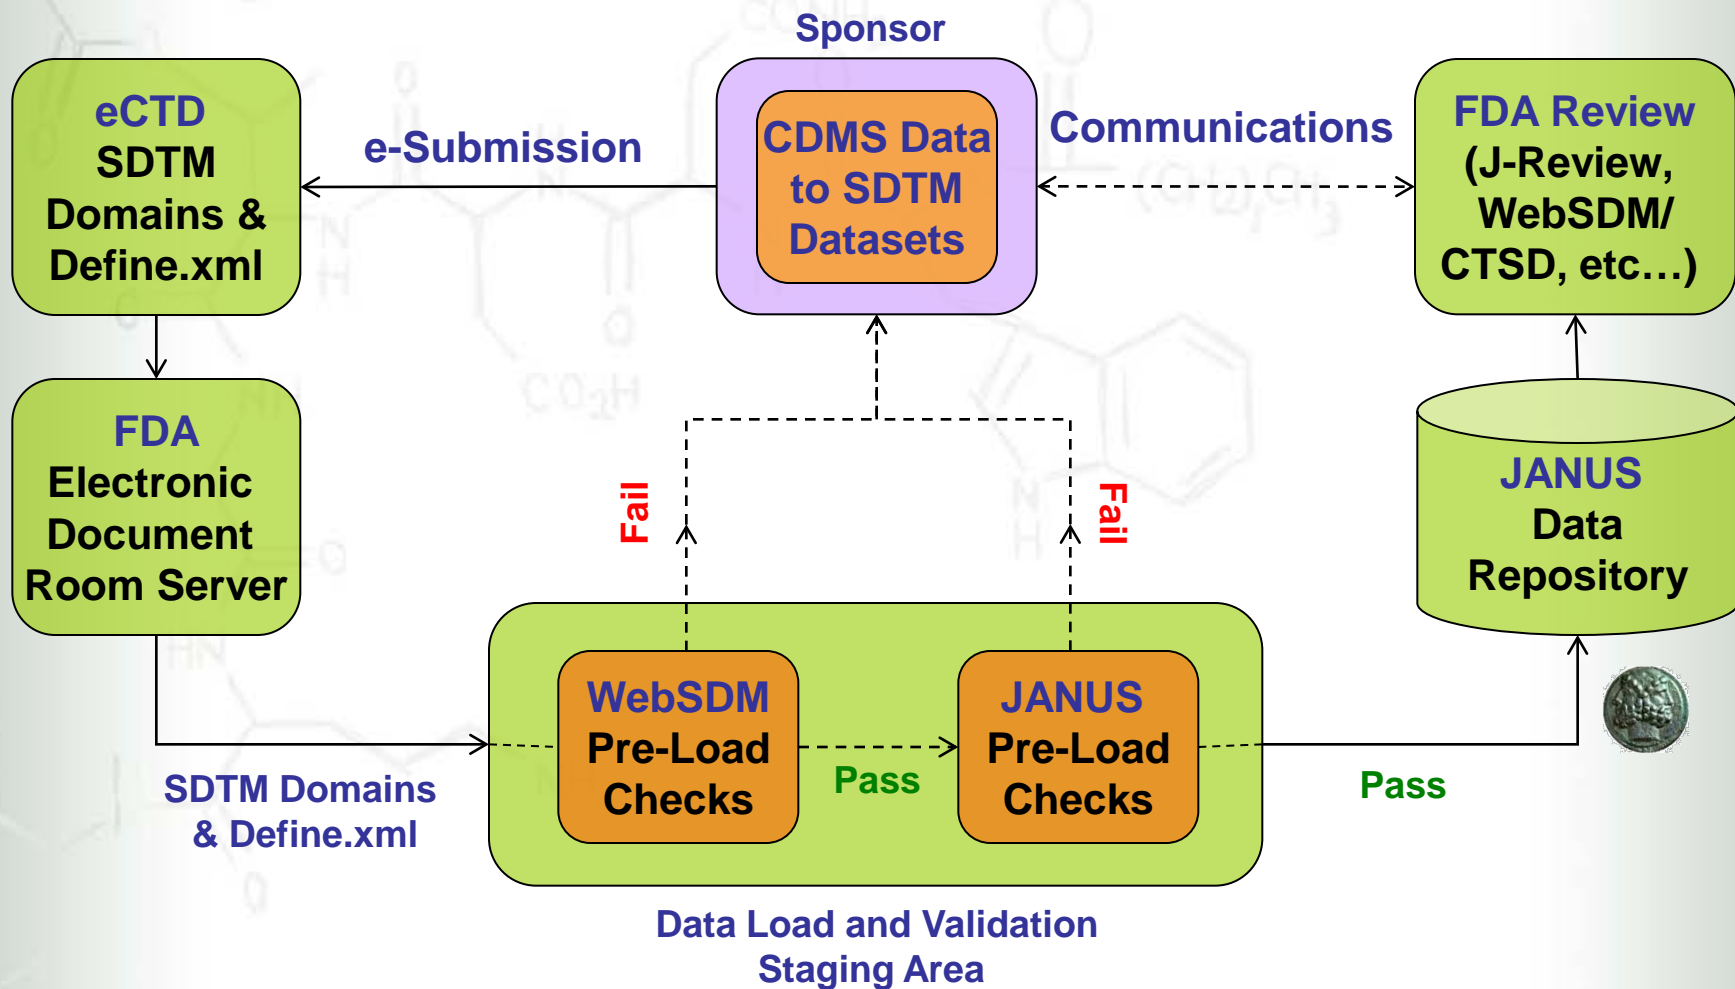 Sponsor
eCTD
SDTM
Domains &
Define.xml
e-Submission
CDMS Data
to SDTM
Datasets
Communications
FDA Review
(J-Review,
WebSDM/
CTSD, etc...)
FDA
Electronic
Document
Room Server
Fail
Fail
JANUS
Data
Repository
WebSDM
Pre-Load
Checks
Pass
JANUS
Pre-Load
Checks
Pass
SDTM Domains
& Define.xml
Data Load and Validation
Staging Area